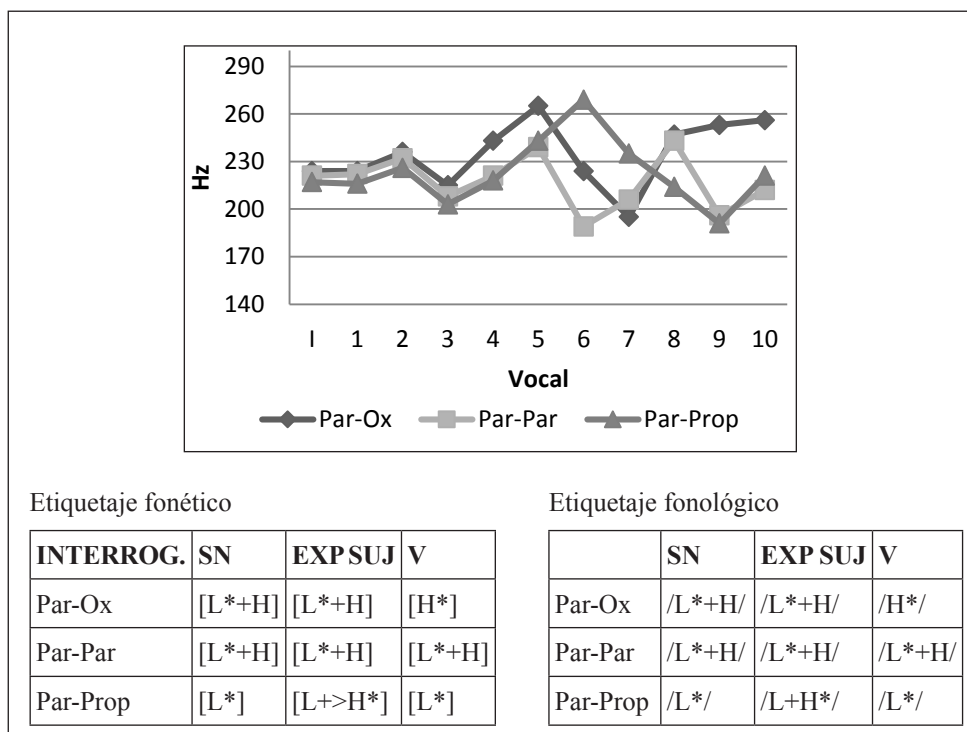 290
260
230
200
170
140
Hz
I 1 2 3 4 5 6 7 8 9 10
Vocal
Par-Ox Par-Par Par-Prop
Etiquetaje fonético
INTERROG. SN EXP SUJ V
Par-Ox [L*+H] [L*+H] [H*]
Par-Par [L*+H] [L*+H] [L*+H]
Par-Prop [L*] [L+>H*] [L*]
Etiquetaje fonológico
SN EXP SUJ V
Par-Ox /L*+H/ /L*+H/ /H*/
Par-Par /L*+H/ /L*+H/ /L*+H/
Par-Prop /L*/ /L+H*/ /L*/